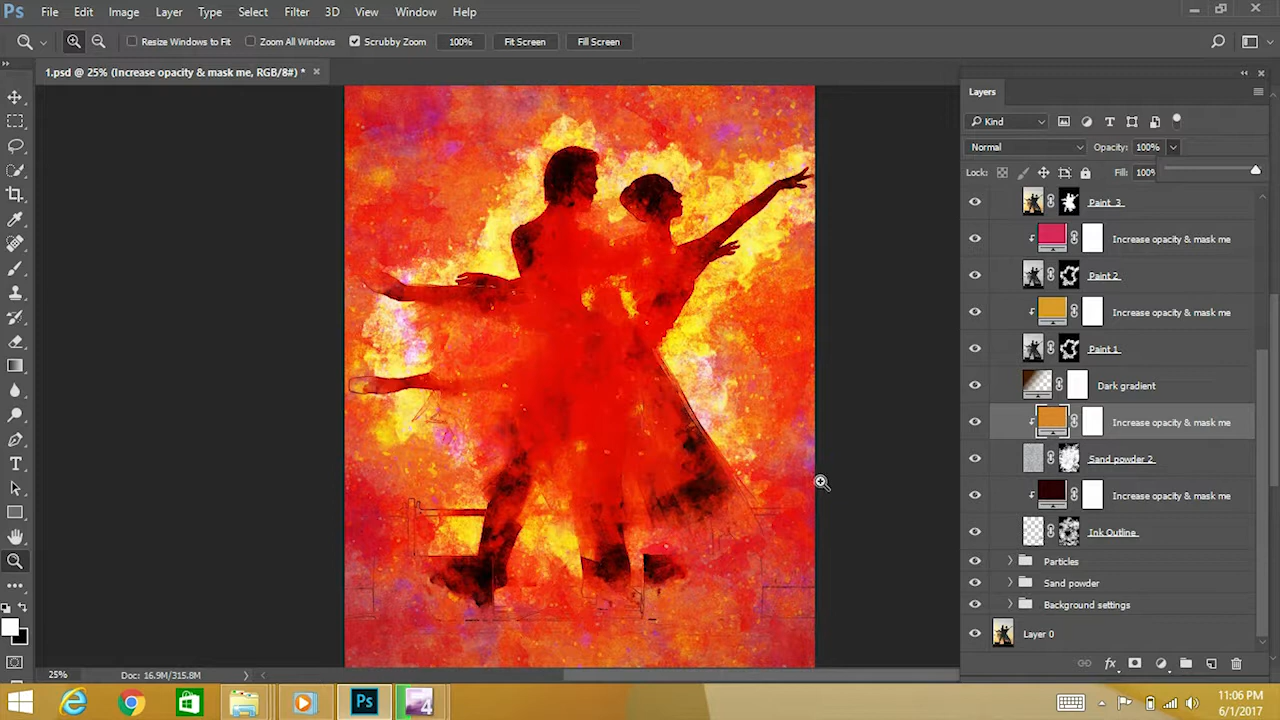 Ps File Edit Image Layer Type Select Filter 3D View Window Help
Resize Windows to Fit Zoom All Windows Scrubby Zoom 100% Fit Screen Fill Screen
1.psd @ 25% (Increase opacity & mask me, RGB/8#) * ×
Layers
Kind
Normal Opacity: 100%
Lock: Fill: 100%
Paint_3
Increase opacity & mask me
Paint 2
Increase opacity & mask me
Paint 1
Dark gradient
Increase opacity & mask me
Sand powder 2
Increase opacity & mask me
Ink Outline
Particles
Sand powder
Background settings
Layer 0
25% Doc: 16.9M/315.8M
fx
Ps 4
11:06 PM
6/1/2017